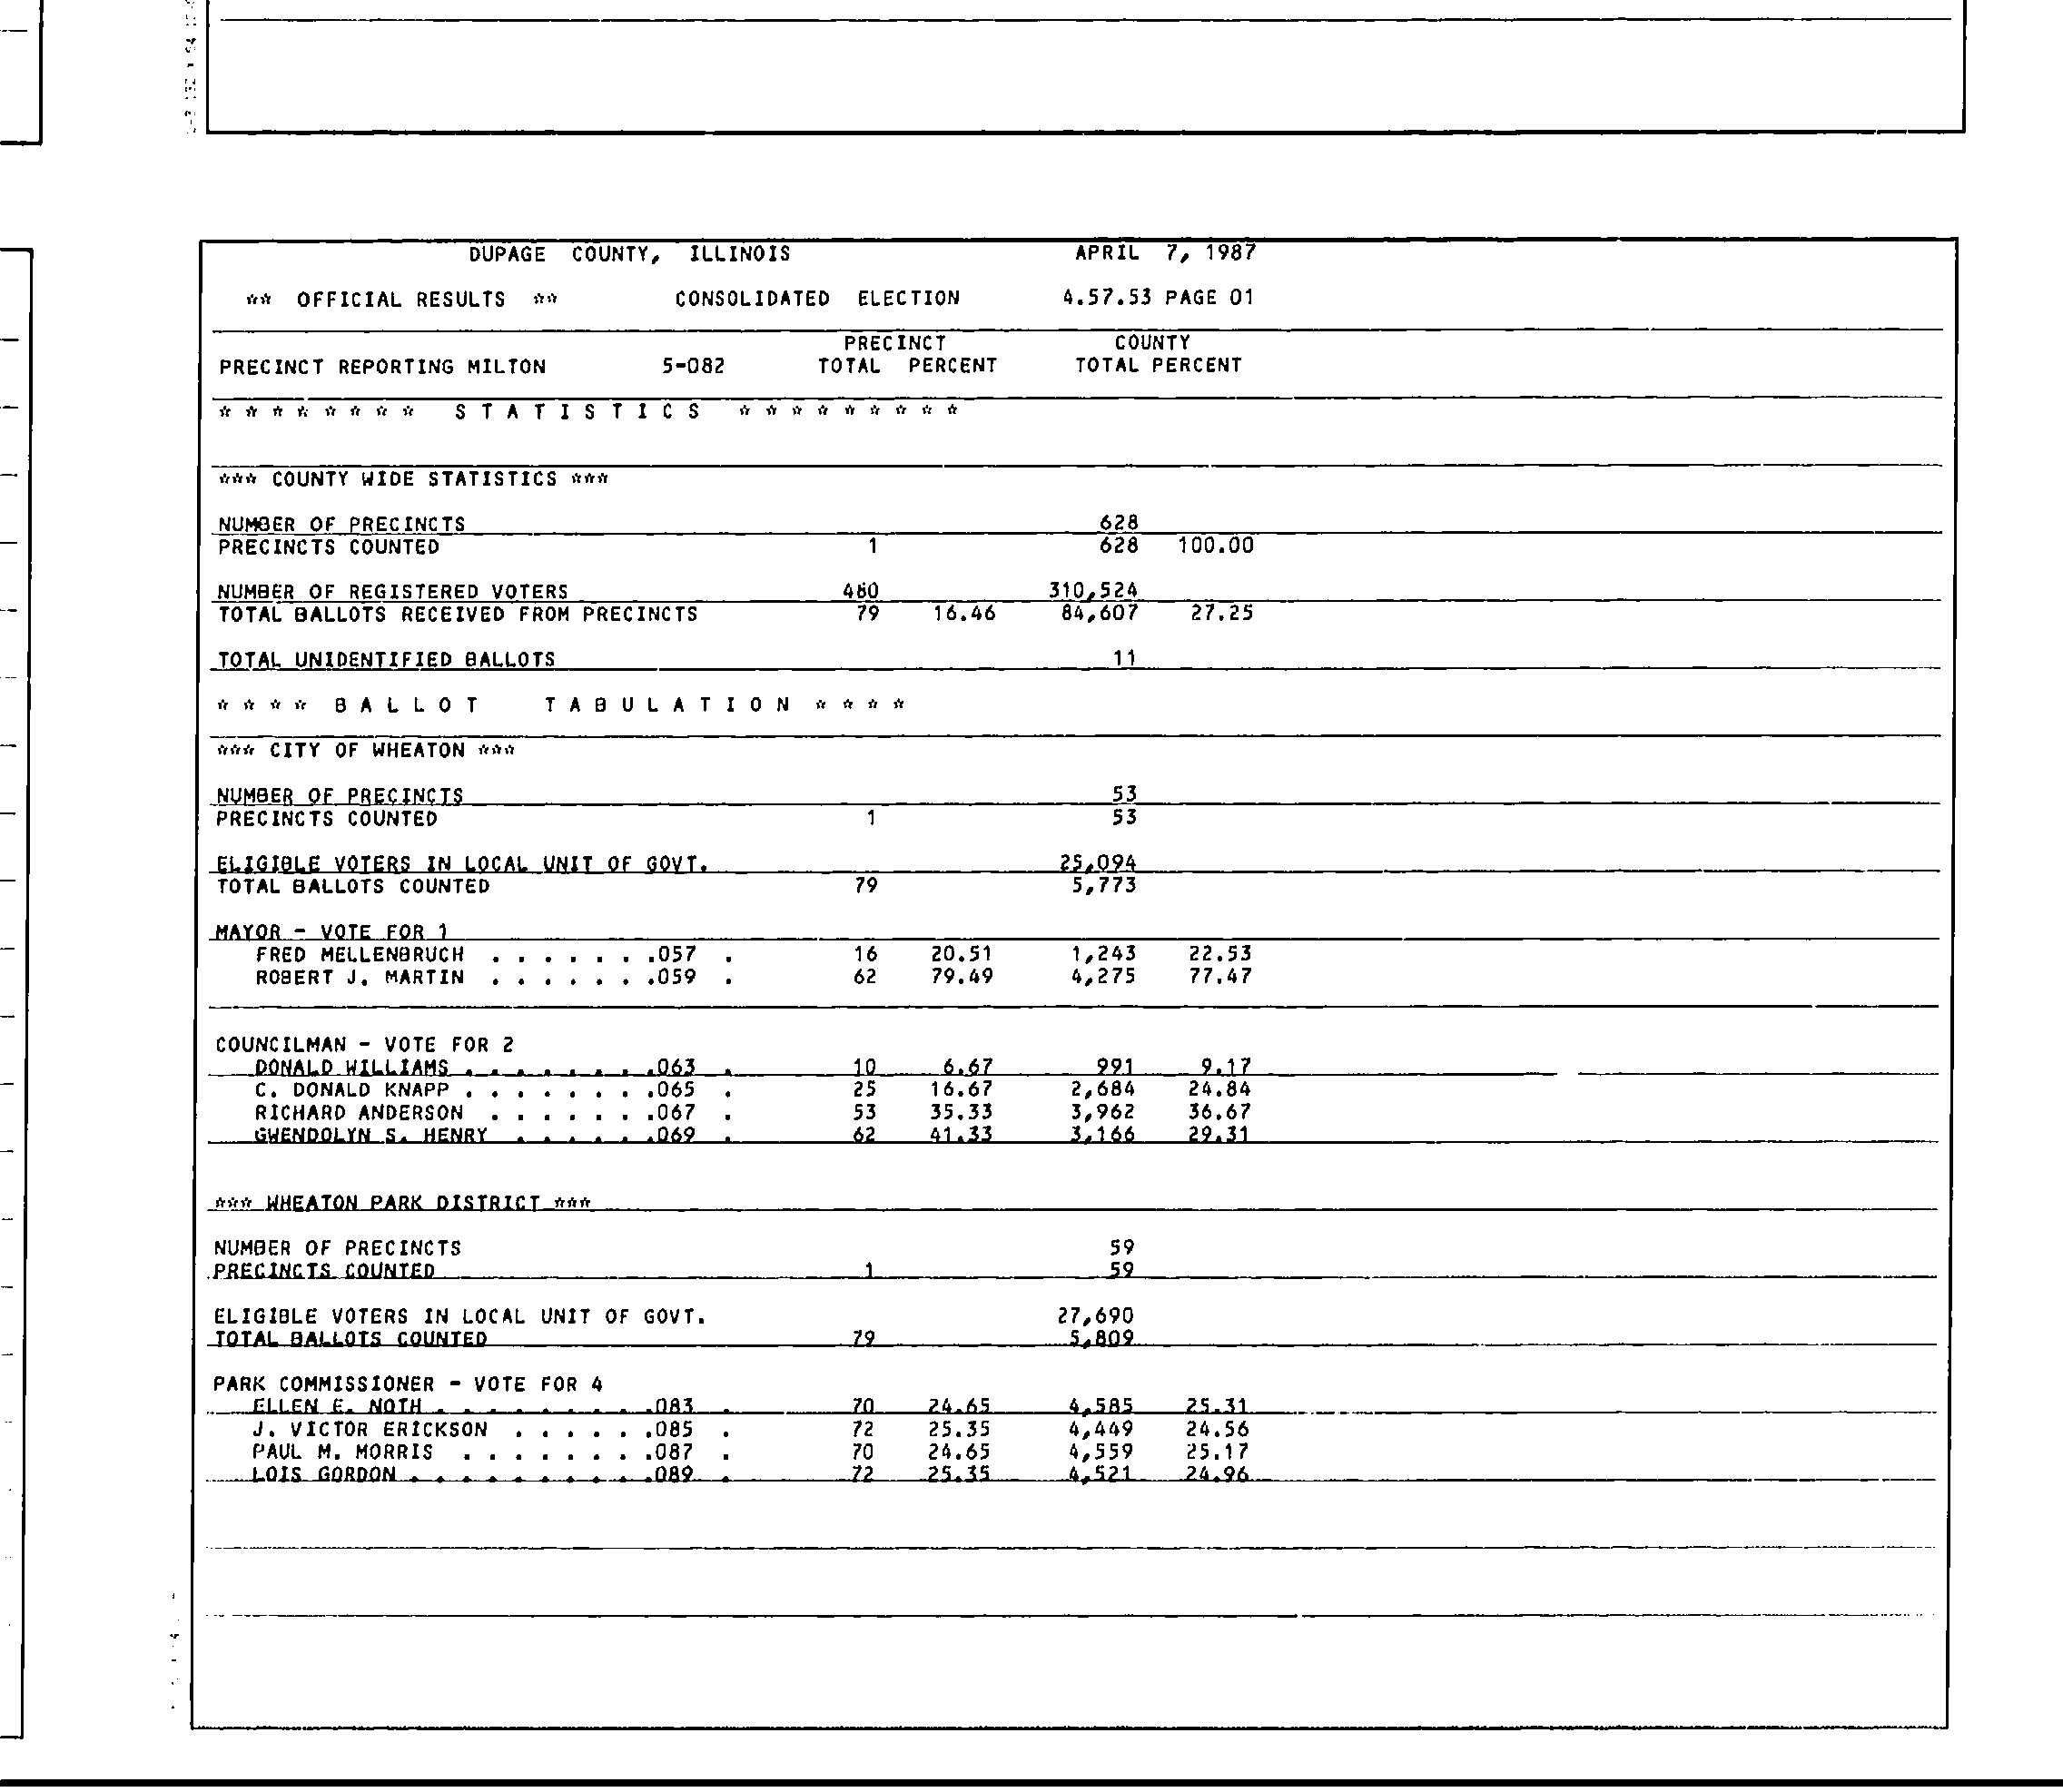 DUPAGE COUNTY, ILLINOIS APRIL 7, 1987
** OFFICIAL RESULTS ** CONSOLIDATED ELECTION 4.57.53 PAGE 01
PRECINCT COUNTY
PRECINCT REPORTING MILTON 5-082 TOTAL PERCENT TOTAL PERCENT
* * * * * * * * S T A T I S T I C S * * * * * * * * *
*** COUNTY WIDE STATISTICS ***
NUMBER OF PRECINCTS 628
PRECINCTS COUNTED 1 628 100.00
NUMBER OF REGISTERED VOTERS 480 310,524
TOTAL BALLOTS RECEIVED FROM PRECINCTS 79 16.46 84,607 27.25
TOTAL UNIDENTIFIED BALLOTS 11
* * * * B A L L O T T A B U L A T I O N * * * *
*** CITY OF WHEATON ***
NUMBER OF PRECINCTS 53
PRECINCTS COUNTED 1 53
ELIGIBLE VOTERS IN LOCAL UNIT OF GOVT. 25,094
TOTAL BALLOTS COUNTED 79 5,773
MAYOR - VOTE FOR 1
FRED MELLENBRUCH . . . . . . .057 . 16 20.51 1,243 22.53
ROBERT J. MARTIN . . . . . . .059 . 62 79.49 4,275 77.47
COUNCILMAN - VOTE FOR 2
DONALD WILLIAMS . . . . . . . .063 . 10 6.67 991 9.17
C. DONALD KNAPP . . . . . . . .065 . 25 16.67 2,684 24.84
RICHARD ANDERSON . . . . . . .067 . 53 35.33 3,962 36.67
GWENDOLYN S. HENRY . . . . . .069 . 62 41.33 3,166 29.31
*** WHEATON PARK DISTRICT ***
NUMBER OF PRECINCTS 59
PRECINCTS COUNTED 1 59
ELIGIBLE VOTERS IN LOCAL UNIT OF GOVT. 27,690
TOTAL BALLOTS COUNTED 79 5,809
PARK COMMISSIONER - VOTE FOR 4
ELLEN E. NOTH . . . . . . . . .083 . 70 24.65 4,585 25.31
J. VICTOR ERICKSON . . . . . .085 . 72 25.35 4,449 24.56
PAUL M. MORRIS . . . . . . . .087 . 70 24.65 4,559 25.17
LOIS GORDON . . . . . . . . . .089 . 72 25.35 4,521 24.96